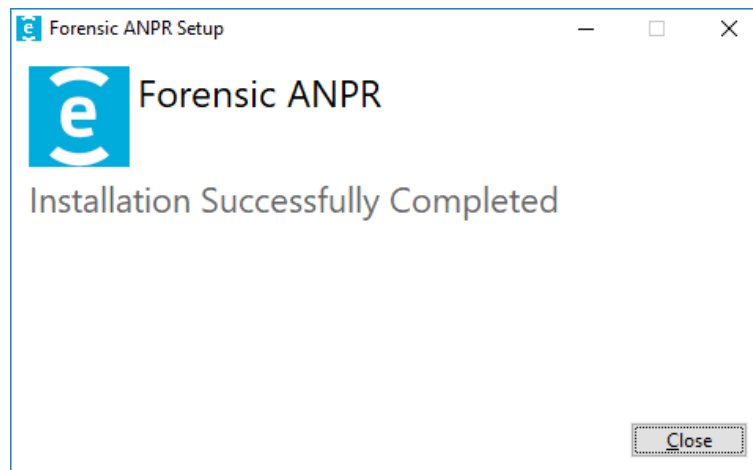 Forensic ANPR Setup
e
Forensic ANPR
Installation Successfully Completed
Close